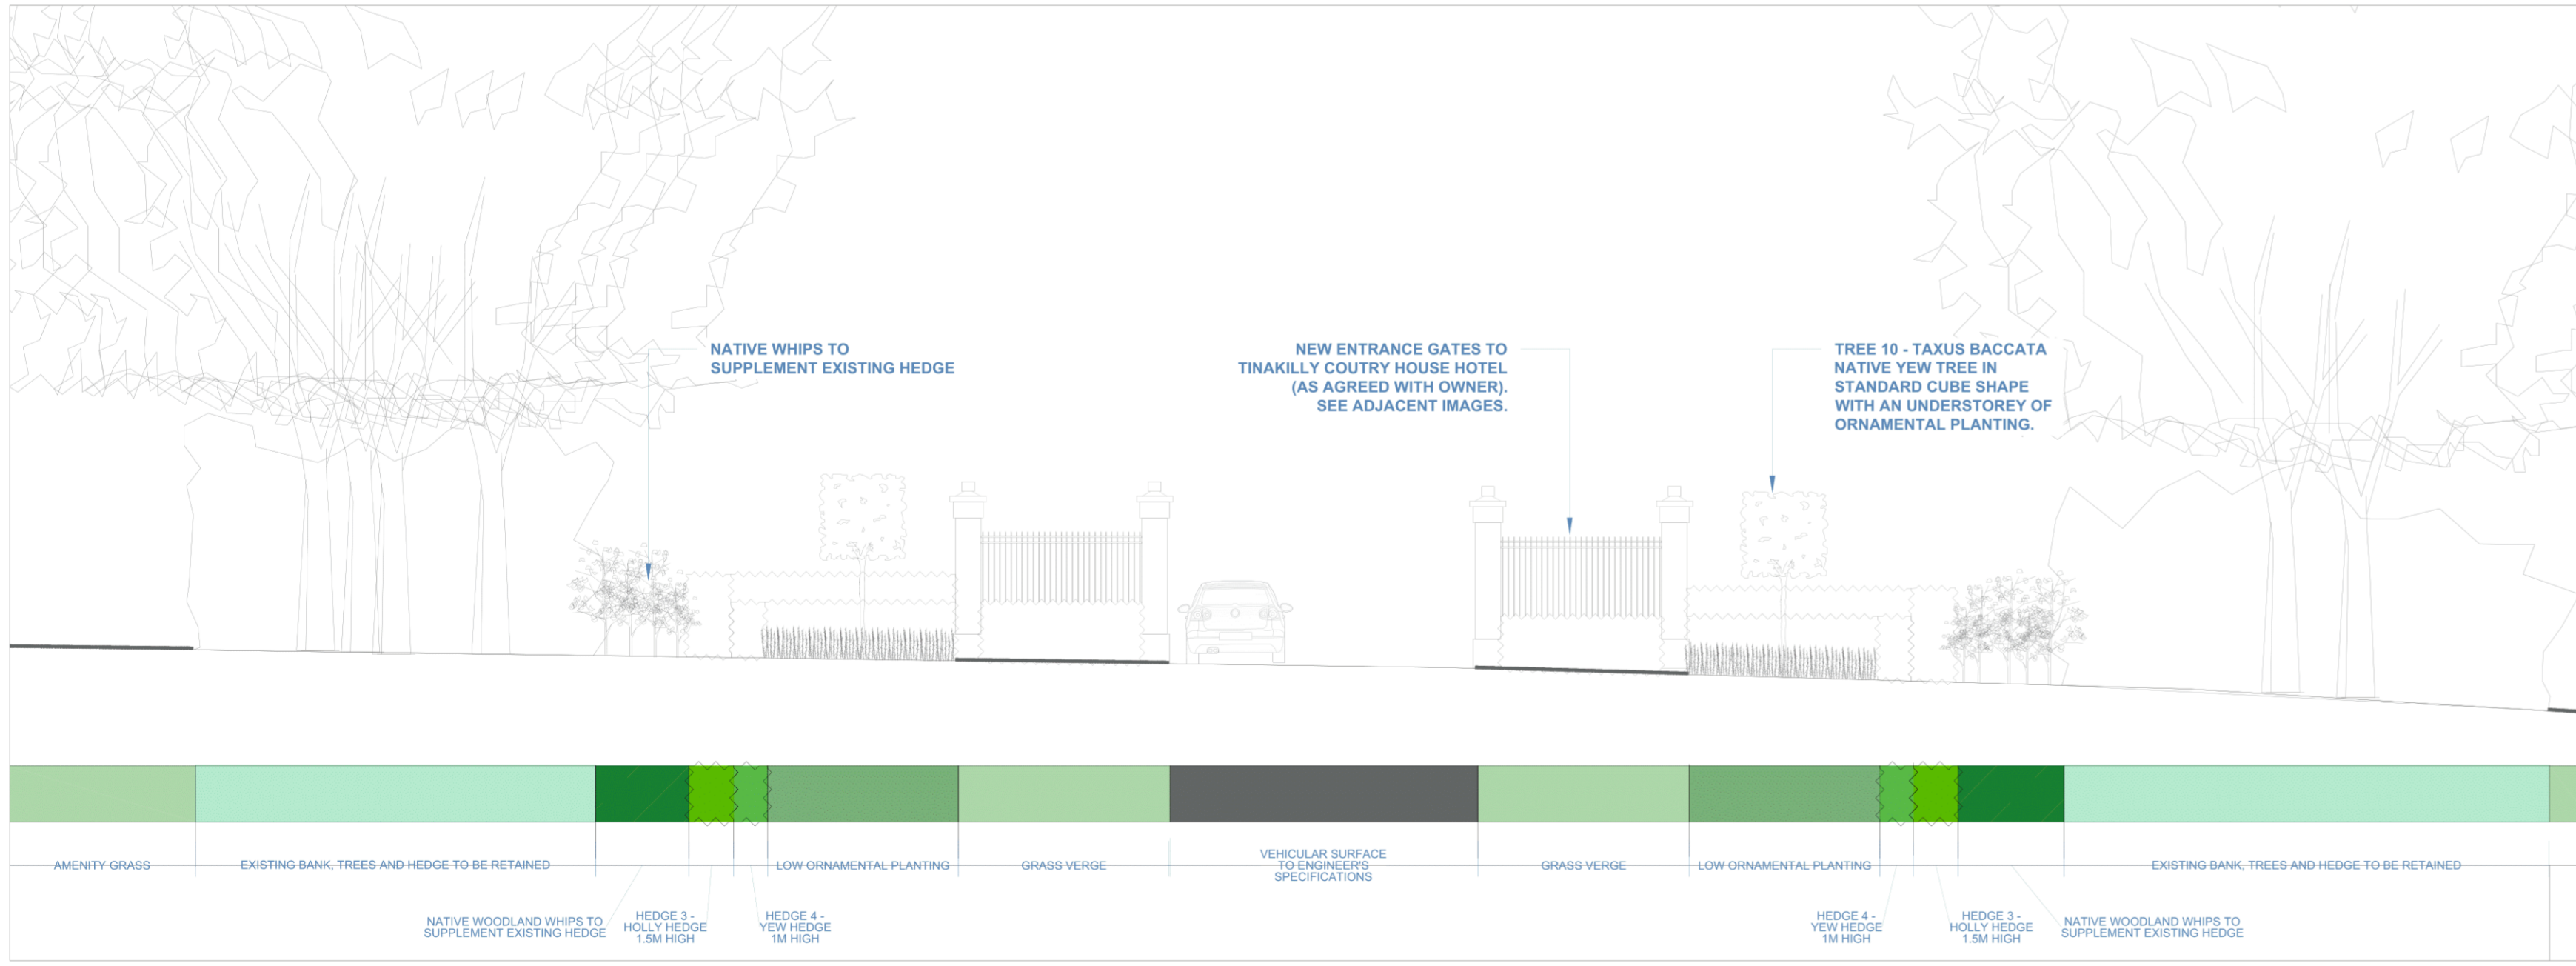 NATIVE WHIPS TO
SUPPLEMENT EXISTING HEDGE
NEW ENTRANCE GATES TO
TINAKILLY COUTRY HOUSE HOTEL
(AS AGREED WITH OWNER).
SEE ADJACENT IMAGES.
TREE 10 - TAXUS BACCATA
NATIVE YEW TREE IN
STANDARD CUBE SHAPE
WITH AN UNDERSTOREY OF
ORNAMENTAL PLANTING.
AMENITY GRASS
EXISTING BANK, TREES AND HEDGE TO BE RETAINED
LOW ORNAMENTAL PLANTING
GRASS VERGE
VEHICULAR SURFACE
TO ENGINEER'S
SPECIFICATIONS
GRASS VERGE
LOW ORNAMENTAL PLANTING
EXISTING BANK, TREES AND HEDGE TO BE RETAINED
NATIVE WOODLAND WHIPS TO
SUPPLEMENT EXISTING HEDGE
HEDGE 3 -
HOLLY HEDGE
1.5M HIGH
HEDGE 4 -
YEW HEDGE
1M HIGH
HEDGE 4 -
YEW HEDGE
1M HIGH
HEDGE 3 -
HOLLY HEDGE
1.5M HIGH
NATIVE WOODLAND WHIPS TO
SUPPLEMENT EXISTING HEDGE